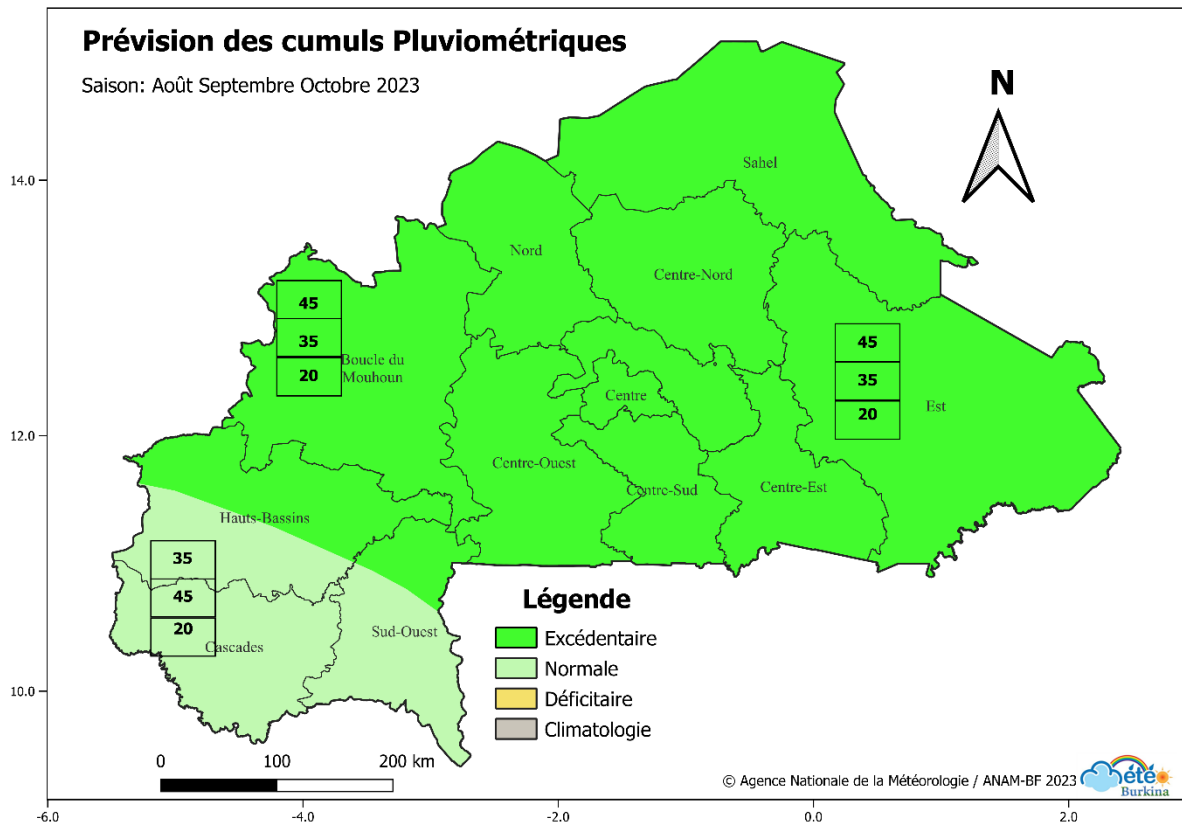 Prévision des cumuls Pluviométriques
Saison: Août Septembre Octobre 2023
N
14.0
12.0
10.0
Sahel
Nord
Centre-Nord
45
35
20
Boucle du
Mouhoun
45
35
20
Est
Centre
Centre-Ouest
Centre-Sud
Centre-Est
Hauts-Bassins
35
45
20
Cascades
Sud-Ouest
Légende
Excédentaire
Normale
Déficitaire
Climatologie
0 100 200 km
© Agence Nationale de la Météorologie / ANAM-BF 2023
météo
Burkina
-6.0 -4.0 -2.0 0.0 2.0